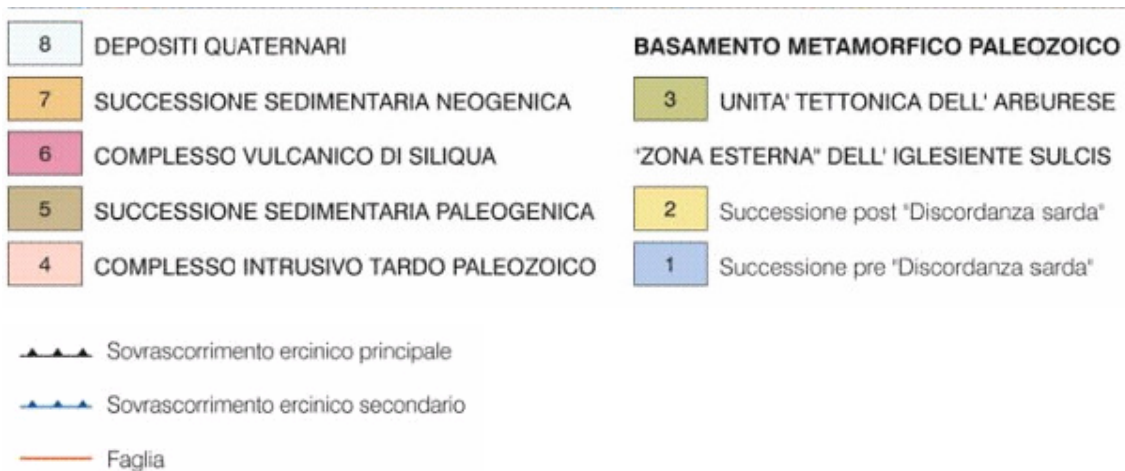 8 DEPOSITI QUATERNARI
7 SUCCESSIONE SEDIMENTARIA NEOGENICA
6 COMPLESSO VULCANICO DI SILIQUA
5 SUCCESSIONE SEDIMENTARIA PALEOGENICA
4 COMPLESSO INTRUSIVO TARDO PALEOZOICO
BASAMENTO METAMORFICO PALEOZOICO
3 UNITA' TETTONICA DELL' ARBURESE
"ZONA ESTERNA" DELL' IGLESIENTE SULCIS
2 Successione post "Discordanza sarda"
1 Successione pre "Discordanza sarda"
Sovrascorrimento ercinico principale
Sovrascorrimento ercinico secondario
Faglia